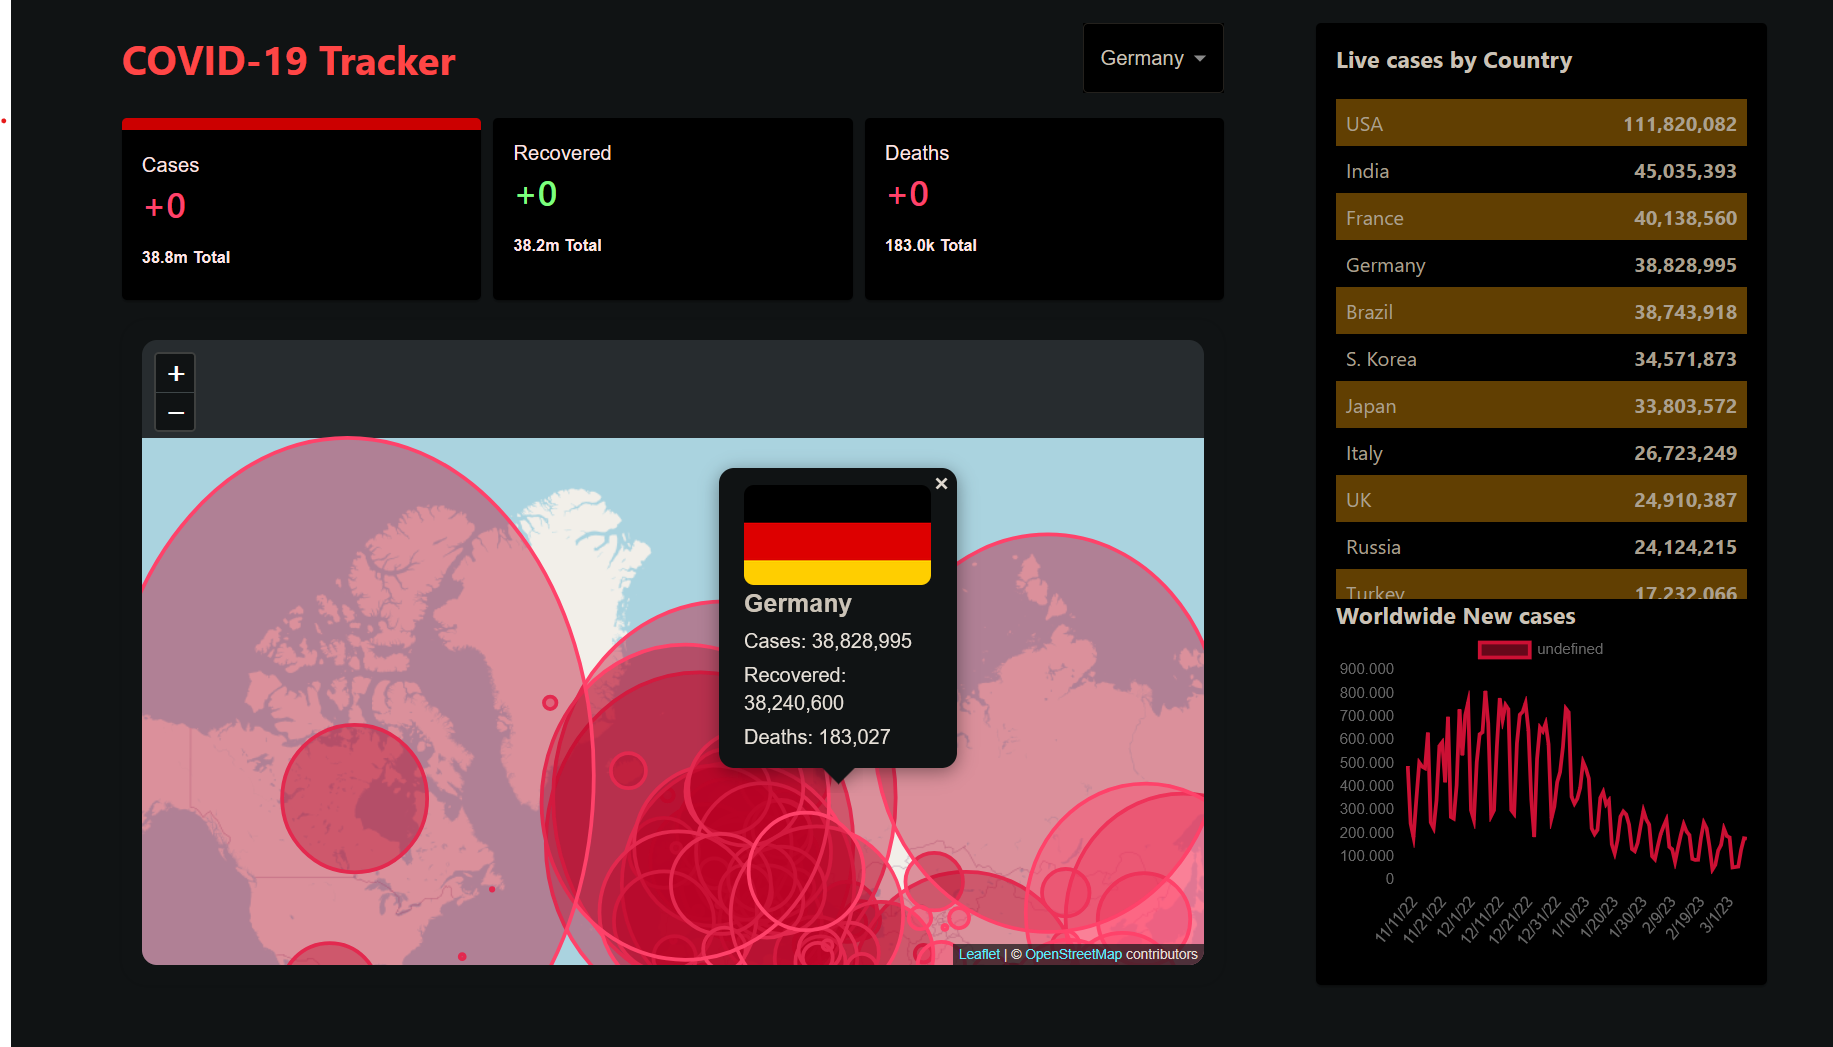 COVID-19 Tracker
Germany
Cases
+0
38.8m Total
Recovered
+0
38.2m Total
Deaths
+0
183.0k Total
+
−
×
Germany
Cases: 38,828,995
Recovered:
38,240,600
Deaths: 183,027
Leaflet | © OpenStreetMap contributors
Live cases by Country
USA 111,820,082
India 45,035,393
France 40,138,560
Germany 38,828,995
Brazil 38,743,918
S. Korea 34,571,873
Japan 33,803,572
Italy 26,723,249
UK 24,910,387
Russia 24,124,215
Turkey 17,232,066
Worldwide New cases
undefined
900.000
800.000
700.000
600.000
500.000
400.000
300.000
200.000
100.000
0
11/11/22
11/21/22
12/1/22
12/11/22
12/21/22
12/31/22
1/10/23
1/20/23
1/30/23
2/9/23
2/19/23
3/1/23